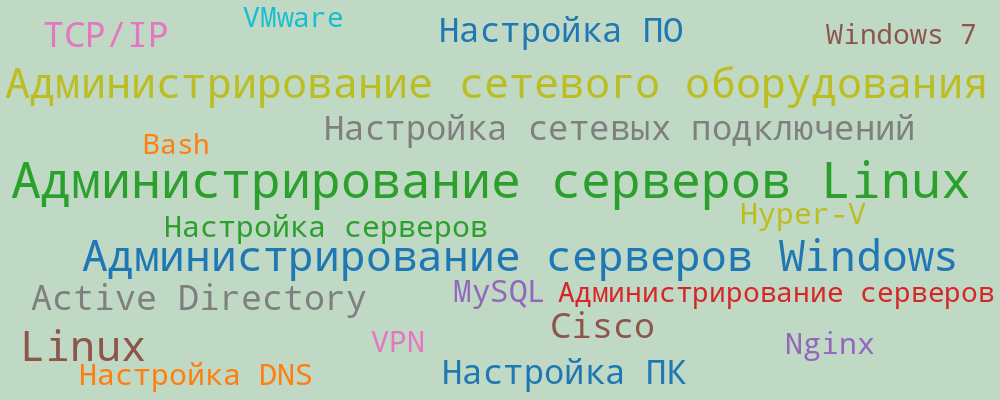 VMware
TCP/IP
Настройка ПО
Windows 7
Администрирование сетевого оборудования
Настройка сетевых подключений
Bash
Администрирование серверов Linux
Hyper-V
Настройка серверов
Администрирование серверов Windows
Active Directory
MySQL
Администрирование серверов
Cisco
Linux
VPN
Nginx
Настройка DNS
Настройка ПК